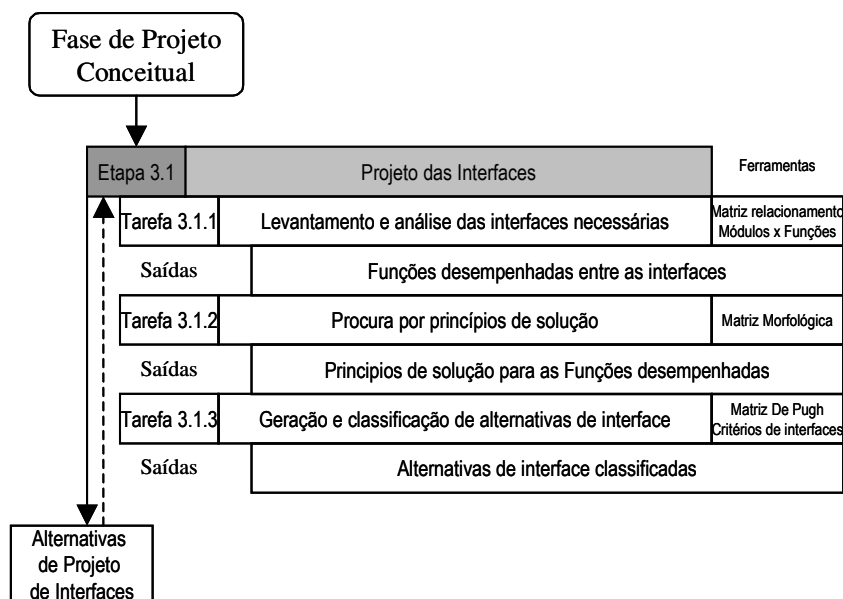 Fase de Projeto
Conceitual
Etapa 3.1
Projeto das Interfaces
Ferramentas
Tarefa 3.1.1
Levantamento e análise das interfaces necessárias
Matriz relacionamento
Módulos x Funções
Saídas
Funções desempenhadas entre as interfaces
Tarefa 3.1.2
Procura por princípios de solução
Matriz Morfológica
Saídas
Principios de solução para as Funções desempenhadas
Tarefa 3.1.3
Geração e classificação de alternativas de interface
Matriz De Pugh
Critérios de interfaces
Saídas
Alternativas de interface classificadas
Alternativas
de Projeto
de Interfaces